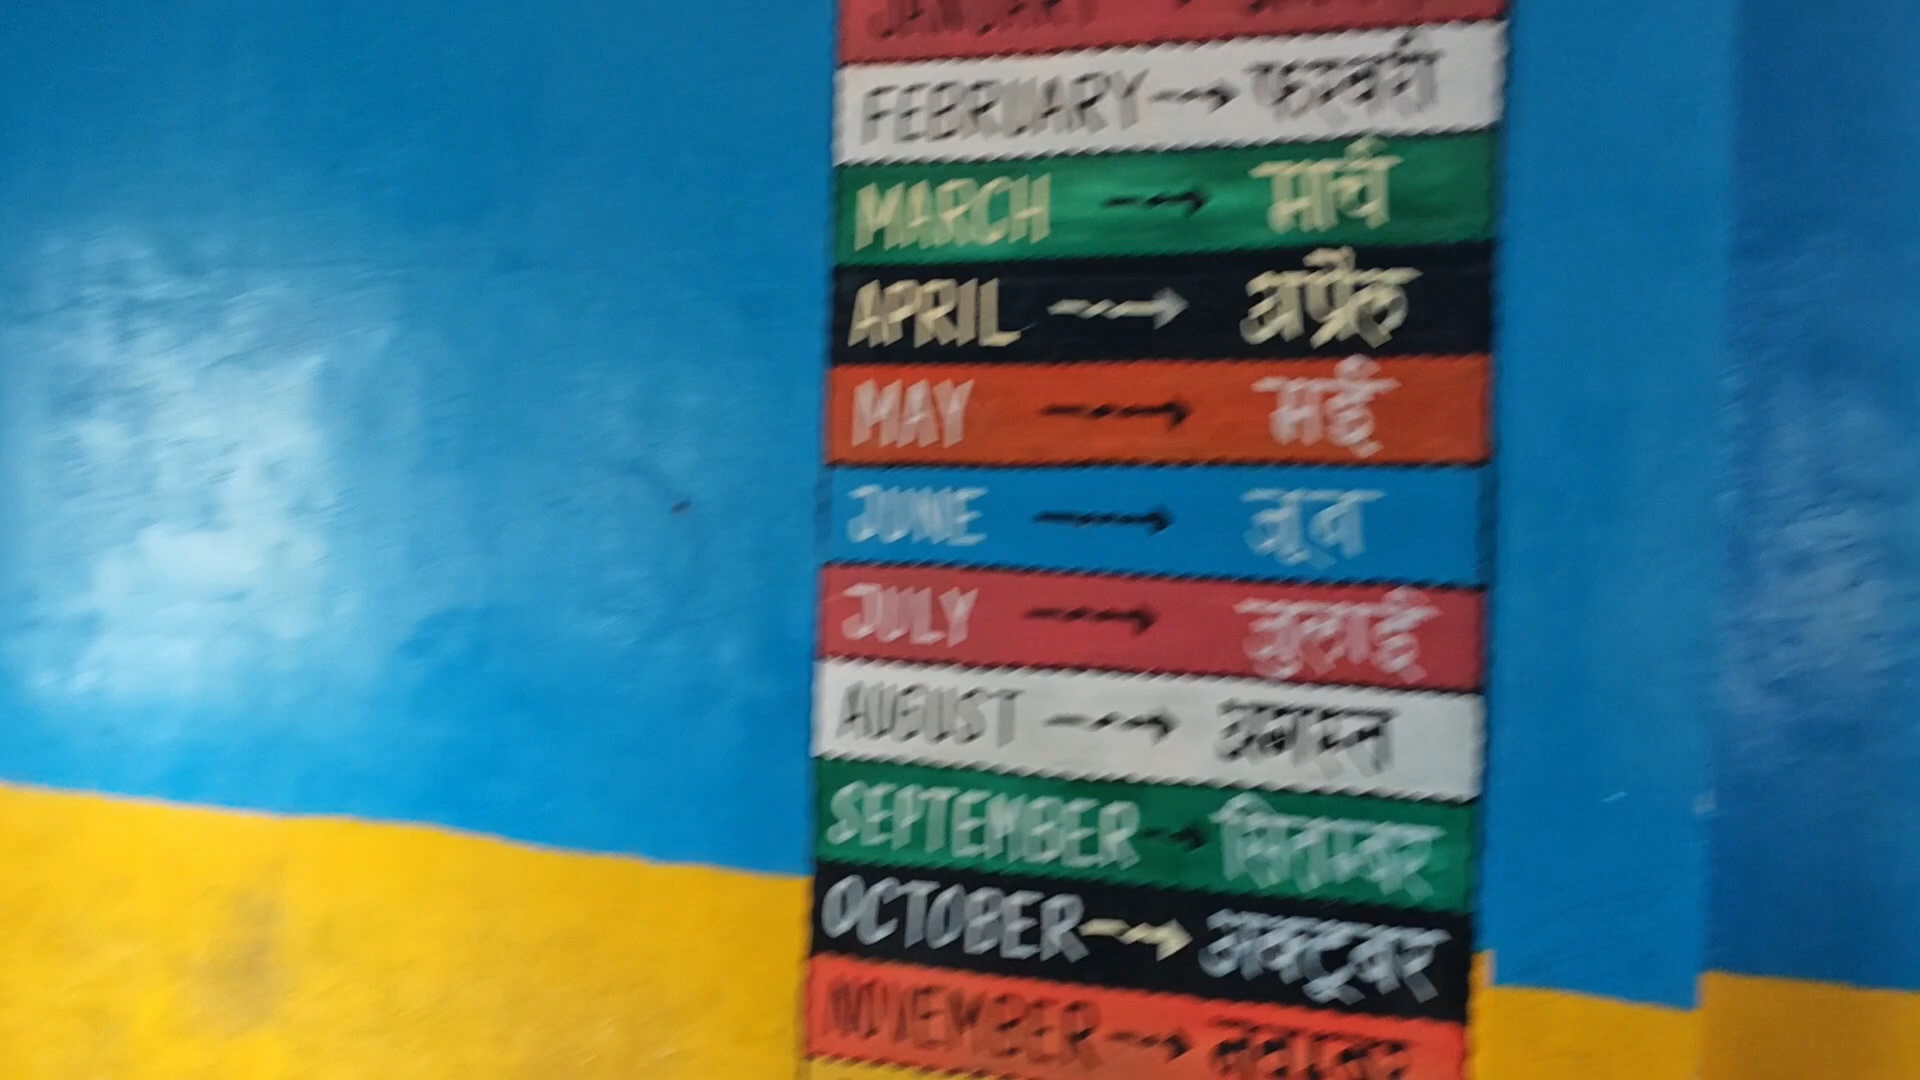 JANUARY →
FEBRUARY → फरवरी
MARCH → मार्च
APRIL → अप्रैल
MAY → मई
JUNE → जून
JULY → जुलाई
AUGUST → अगस्त
SEPTEMBER → सितम्बर
OCTOBER → अक्टूबर
NOVEMBER → नवम्बर